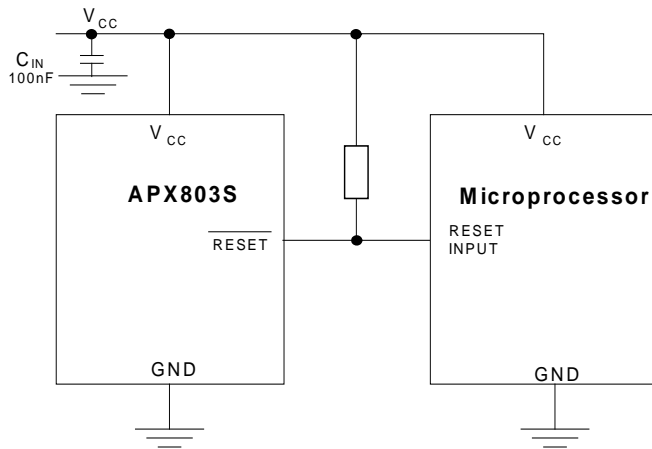 VCC
CIN
100nF
VCC
APX803S
RESET
GND
VCC
Microprocessor
RESET
INPUT
GND